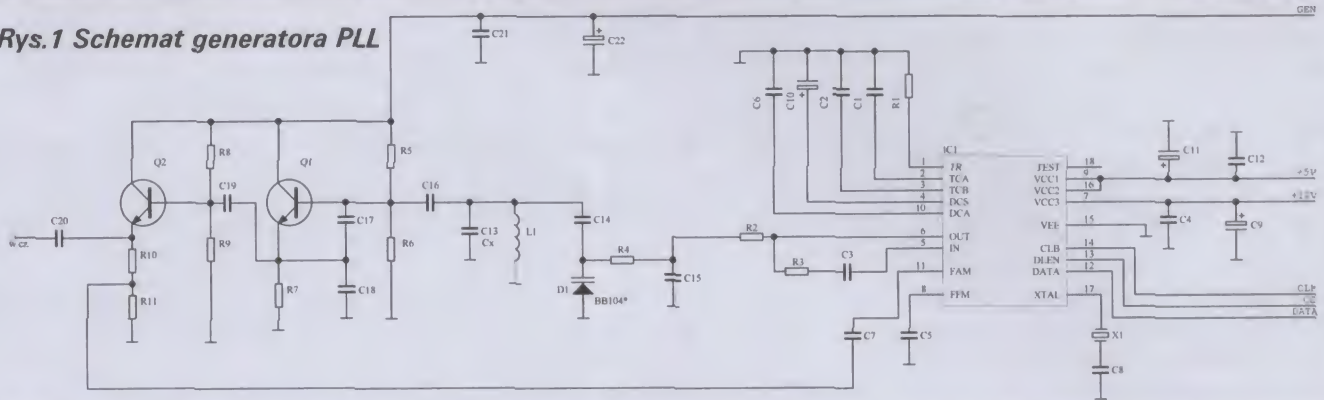 Rys.1 Schemat generatora PLL
GEN
C21
C22
+
C6
C10
+
C2
C1
R1
Q2
R8
Q1
R5
C19
C17
C16
C20
w cz.
R10
R9
R11
R7
C18
R6
C13
Cx
L1
C14
R4
D1
BB104*
C15
R2
R3
C3
C7
C5
IC1
1
JR
2
TCA
3
TCB
4
DCS
10
DCA
6
OUT
5
IN
11
FAM
8
FFM
TEST
18
VCC1
9
VCC2
16
VCC3
7
VEE
15
CLB
14
DLEN
13
DATA
12
XTAL
17
C11
+
C12
+5V
C4
+
C9
X1
C8
DATA